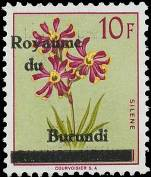 10F
Royaume
du
SILENE
Burundi
COURVOISIER S.A.